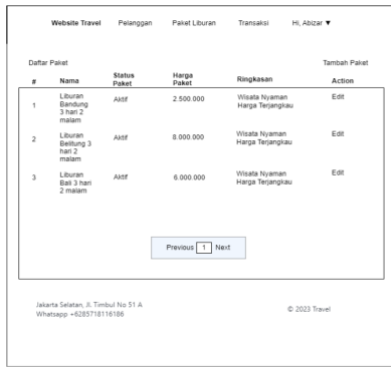 Website Travel Pelanggan Paket Liburan Transaksi Hi, Abizar ▼
Daftar Paket Tambah Paket
# Nama Status Paket Harga Paket Ringkasan Action
1 Liburan Bandung 3 hari 2 malam Aktif 2.500.000 Wisata Nyaman Harga Terjangkau Edit
2 Liburan Belitung 3 hari 2 malam Aktif 8.000.000 Wisata Nyaman Harga Terjangkau Edit
3 Liburan Bali 3 hari 2 malam Aktif 6.000.000 Wisata Nyaman Harga Terjangkau Edit
Previous 1 Next
Jakarta Selatan, Jl. Timbul No 51 A
Whatsapp +6285718116186
© 2023 Travel